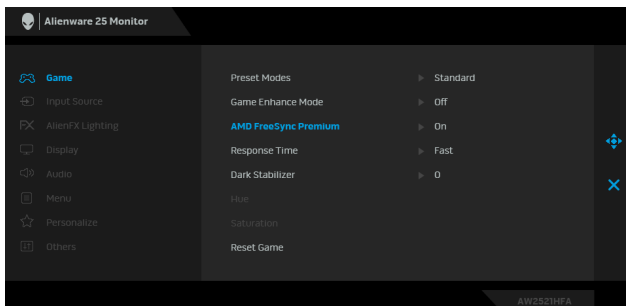 Alienware 25 Monitor
Game
Input Source
AlienFX Lighting
Display
Audio
Menu
Personalize
Others
Preset Modes Standard
Game Enhance Mode Off
AMD FreeSync Premium On
Response Time Fast
Dark Stabilizer 0
Hue
Saturation
Reset Game
AW2521HFA